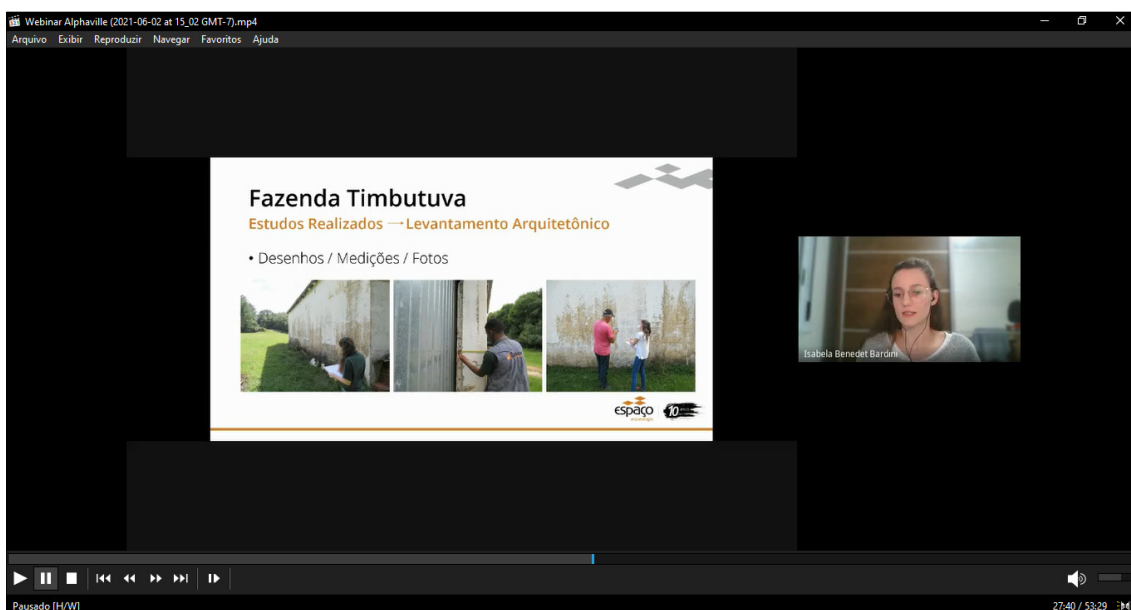 Webinar Alphaville (2021-06-02 at 15_02 GMT-7).mp4
Arquivo Exibir Reproduzir Navegar Favoritos Ajuda
Fazenda Timbutuva
Estudos Realizados → Levantamento Arquitetônico
• Desenhos / Medições / Fotos
Isabela Benedet Bardini
espaço
10
Pausado [H/W]
27:40 / 53:29